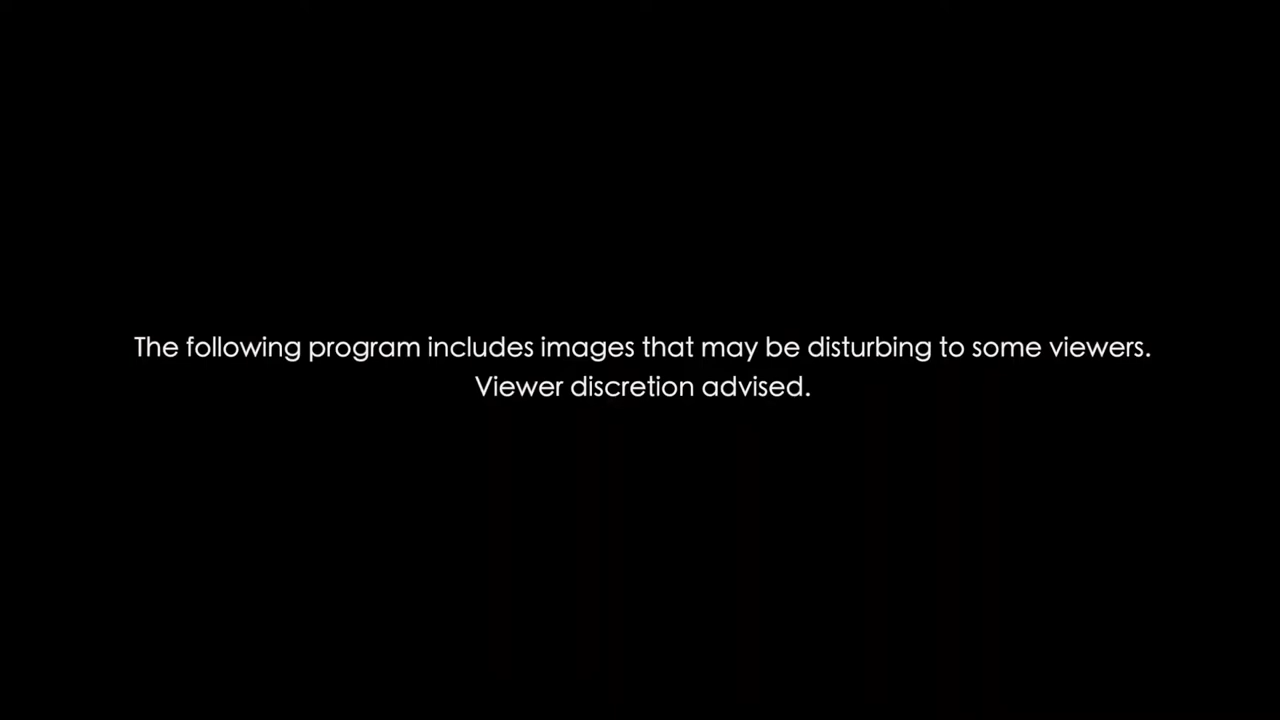 The following program includes images that may be disturbing to some viewers.
Viewer discretion advised.